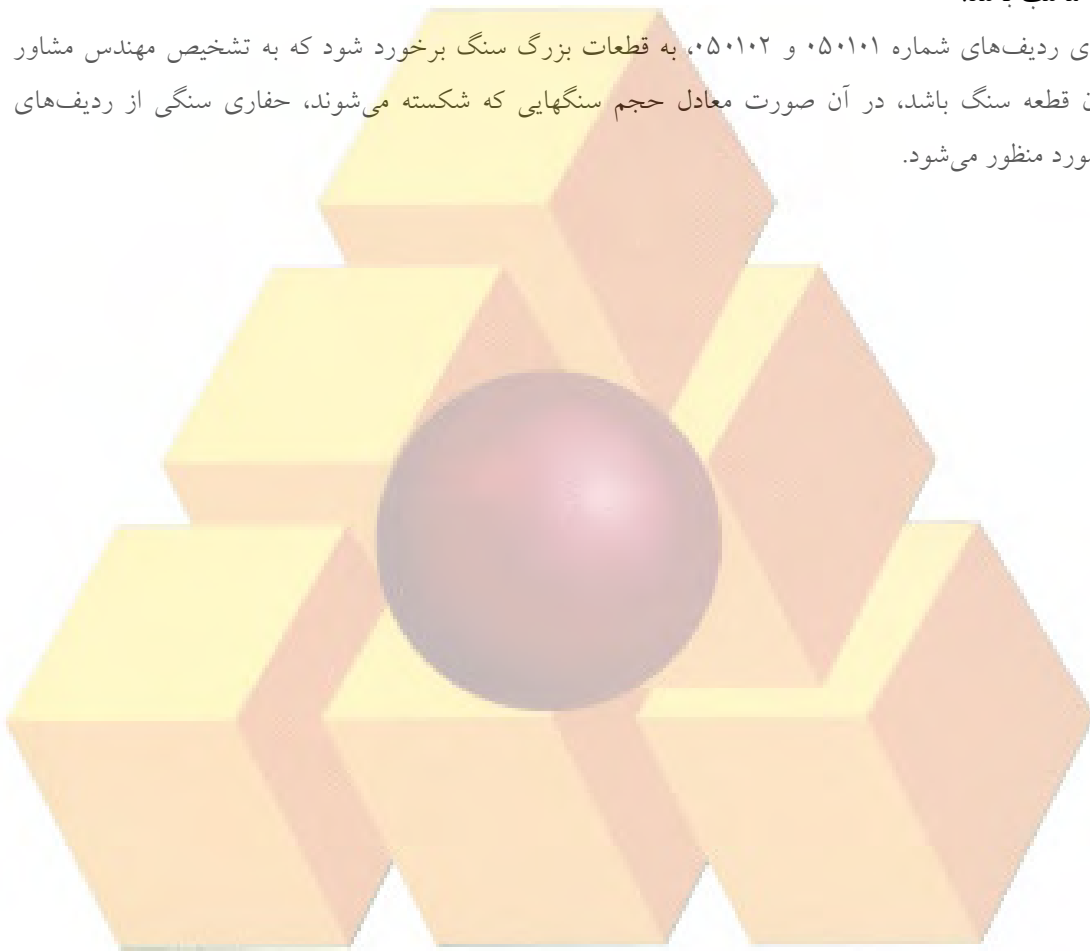 ی ردیف‌های شماره ۰۵۰۱۰۱ و ۰۵۰۱۰۲، به قطعات بزرگ سنگ برخورد شود که به تشخیص مهندس مشاور
ن قطعه سنگ باشد، در آن صورت معادل حجم سنگهایی که شکسته می‌شوند، حفاری سنگی از ردیف‌های
ورد منظور می‌شود.